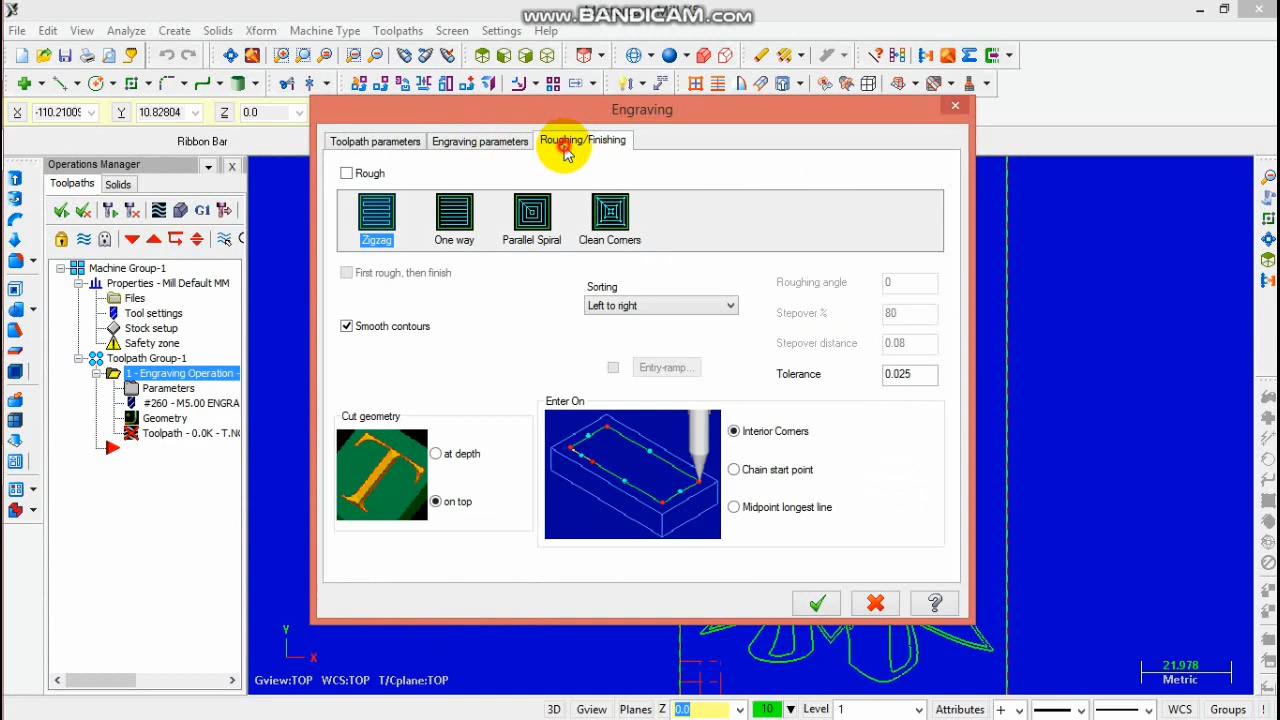 www.BANDICAM.com
File Edit View Analyze Create Solids Xform Machine Type Toolpaths Screen Settings Help
X -110.21009 Y 10.82804 Z 0.0
Engraving
Ribbon Bar
Operations Manager
Toolpaths Solids
G1
Machine Group-1
Properties - Mill Default MM
Files
Tool settings
Stock setup
Safety zone
Toolpath Group-1
1 - Engraving Operation -
Parameters
#260 - M5.00 ENGRA
Geometry
Toolpath - 0.0K - T.NC
Toolpath parameters Engraving parameters Roughing/Finishing
Rough
Zigzag One way Parallel Spiral Clean Corners
First rough, then finish
Smooth contours
Sorting
Left to right
Entry-ramp...
Roughing angle 0
Stepover % 80
Stepover distance 0.08
Tolerance 0.025
Cut geometry
at depth
on top
Enter On
Interior Corners
Chain start point
Midpoint longest line
Y
X
Gview:TOP WCS:TOP T/Cplane:TOP
21.978
Metric
3D Gview Planes Z 0.0 10 Level 1 Attributes WCS Groups